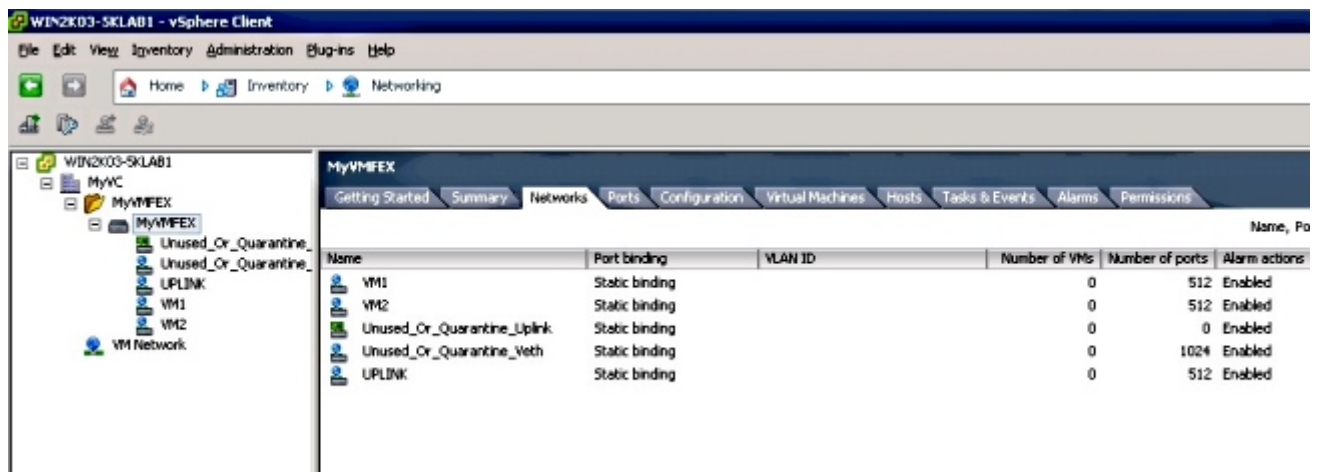 WIN2K03-SKLAB1 - vSphere Client
File Edit View Inventory Administration Plug-ins Help
Home Inventory Networking
WIN2K03-SKLAB1
MyVC
MyVMFEX
MyVMFEX
Unused_Or_Quarantine_
Unused_Or_Quarantine_
UPLINK
VM1
VM2
VM Network
MyVMFEX
Getting Started Summary Networks Ports Configuration Virtual Machines Hosts Tasks & Events Alarms Permissions
Name, Po
Name Port binding VLAN ID Number of VMs Number of ports Alarm actions
VM1 Static binding 0 512 Enabled
VM2 Static binding 0 512 Enabled
Unused_Or_Quarantine_Uplink Static binding 0 0 Enabled
Unused_Or_Quarantine_Veth Static binding 0 1024 Enabled
UPLINK Static binding 0 512 Enabled